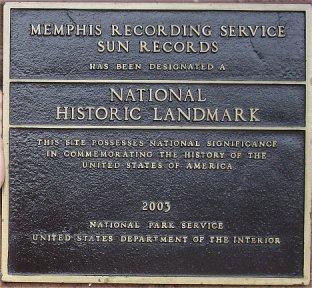 MEMPHIS RECORDING SERVICE
SUN RECORDS
HAS BEEN DESIGNATED A
NATIONAL
HISTORIC LANDMARK
THIS SITE POSSESSES NATIONAL SIGNIFICANCE
IN COMMEMORATING THE HISTORY OF THE
UNITED STATES OF AMERICA
2003
NATIONAL PARK SERVICE
UNITED STATES DEPARTMENT OF THE INTERIOR